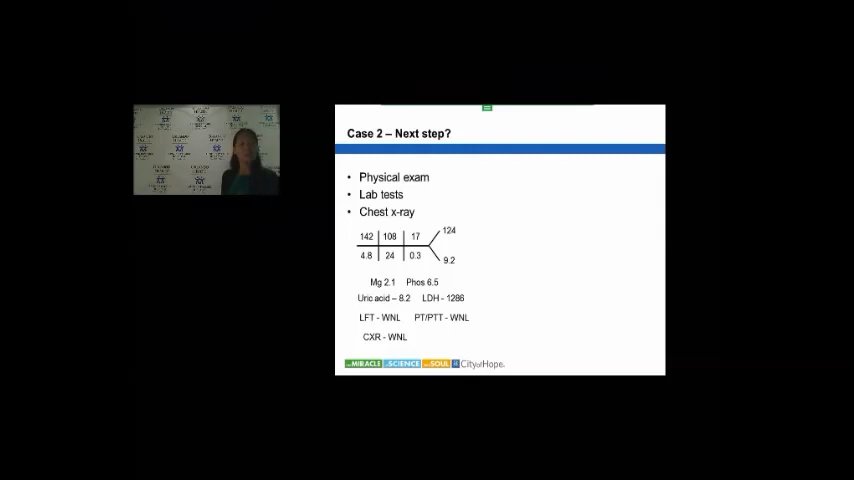 Case 2 – Next step?
• Physical exam
• Lab tests
• Chest x-ray
142 108 17 124
4.8 24 0.3 9.2
Mg 2.1 Phos 6.5
Uric acid – 8.2 LDH - 1286
LFT - WNL PT/PTT - WNL
CXR - WNL
MIRACLE SCIENCE SOUL CityofHope.